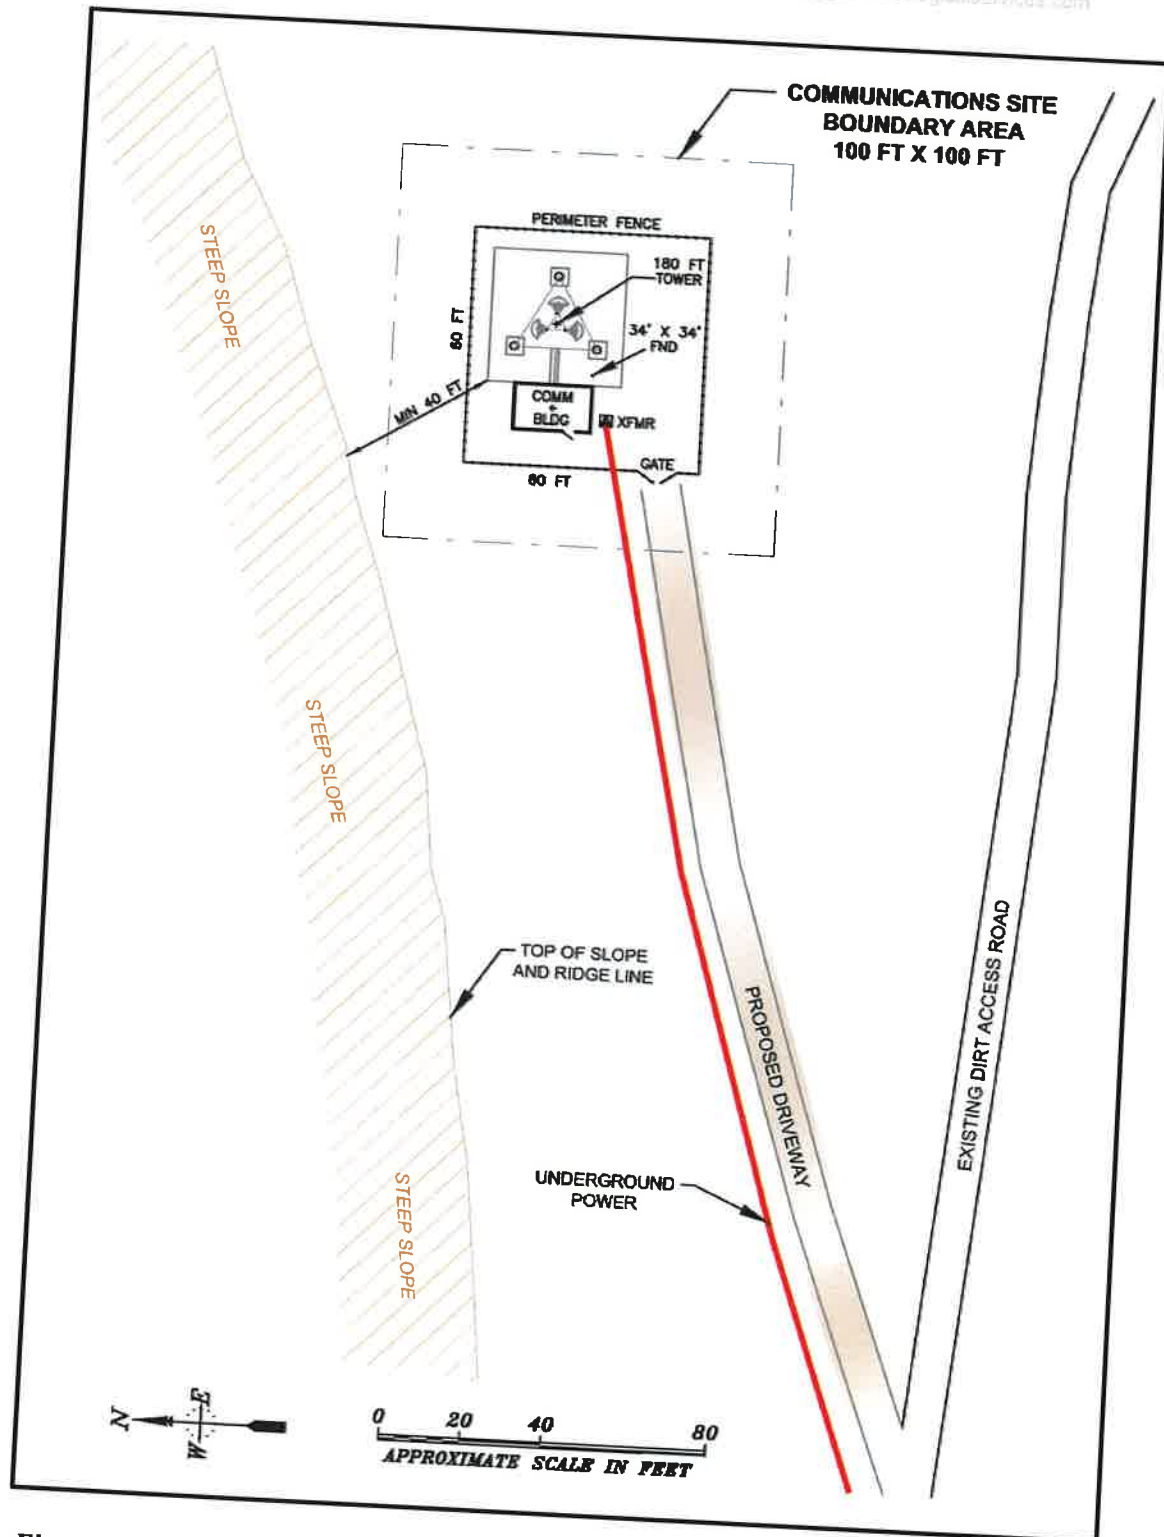 COMMUNICATIONS SITE
BOUNDARY AREA
100 FT X 100 FT
PERIMETER FENCE
180 FT
TOWER
34' X 34'
FND
60 FT
MIN 40 FT
COMM
BLDG
XFMR
GATE
60 FT
STEEP SLOPE
STEEP SLOPE
STEEP SLOPE
TOP OF SLOPE
AND RIDGE LINE
PROPOSED DRIVEWAY
EXISTING DIRT ACCESS ROAD
UNDERGROUND
POWER
N
E
W
0 20 40 80
APPROXIMATE SCALE IN FEET